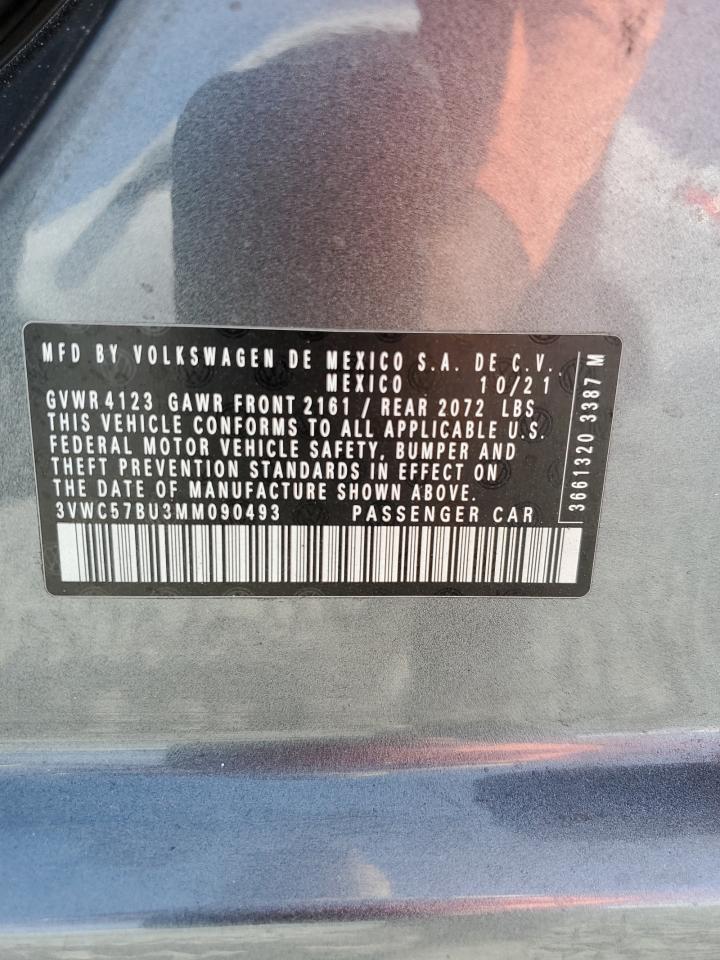 MFD BY VOLKSWAGEN DE MEXICO S.A. DE C.V.,
MEXICO 10/21
GVWR 4123 GAWR FRONT 2161 / REAR 2072 LBS
THIS VEHICLE CONFORMS TO ALL APPLICABLE U.S.
FEDERAL MOTOR VEHICLE SAFETY, BUMPER AND
THEFT PREVENTION STANDARDS IN EFFECT ON
THE DATE OF MANUFACTURE SHOWN ABOVE.
3VWC57BU3MM090493 PASSENGER CAR
3661320 3387 M